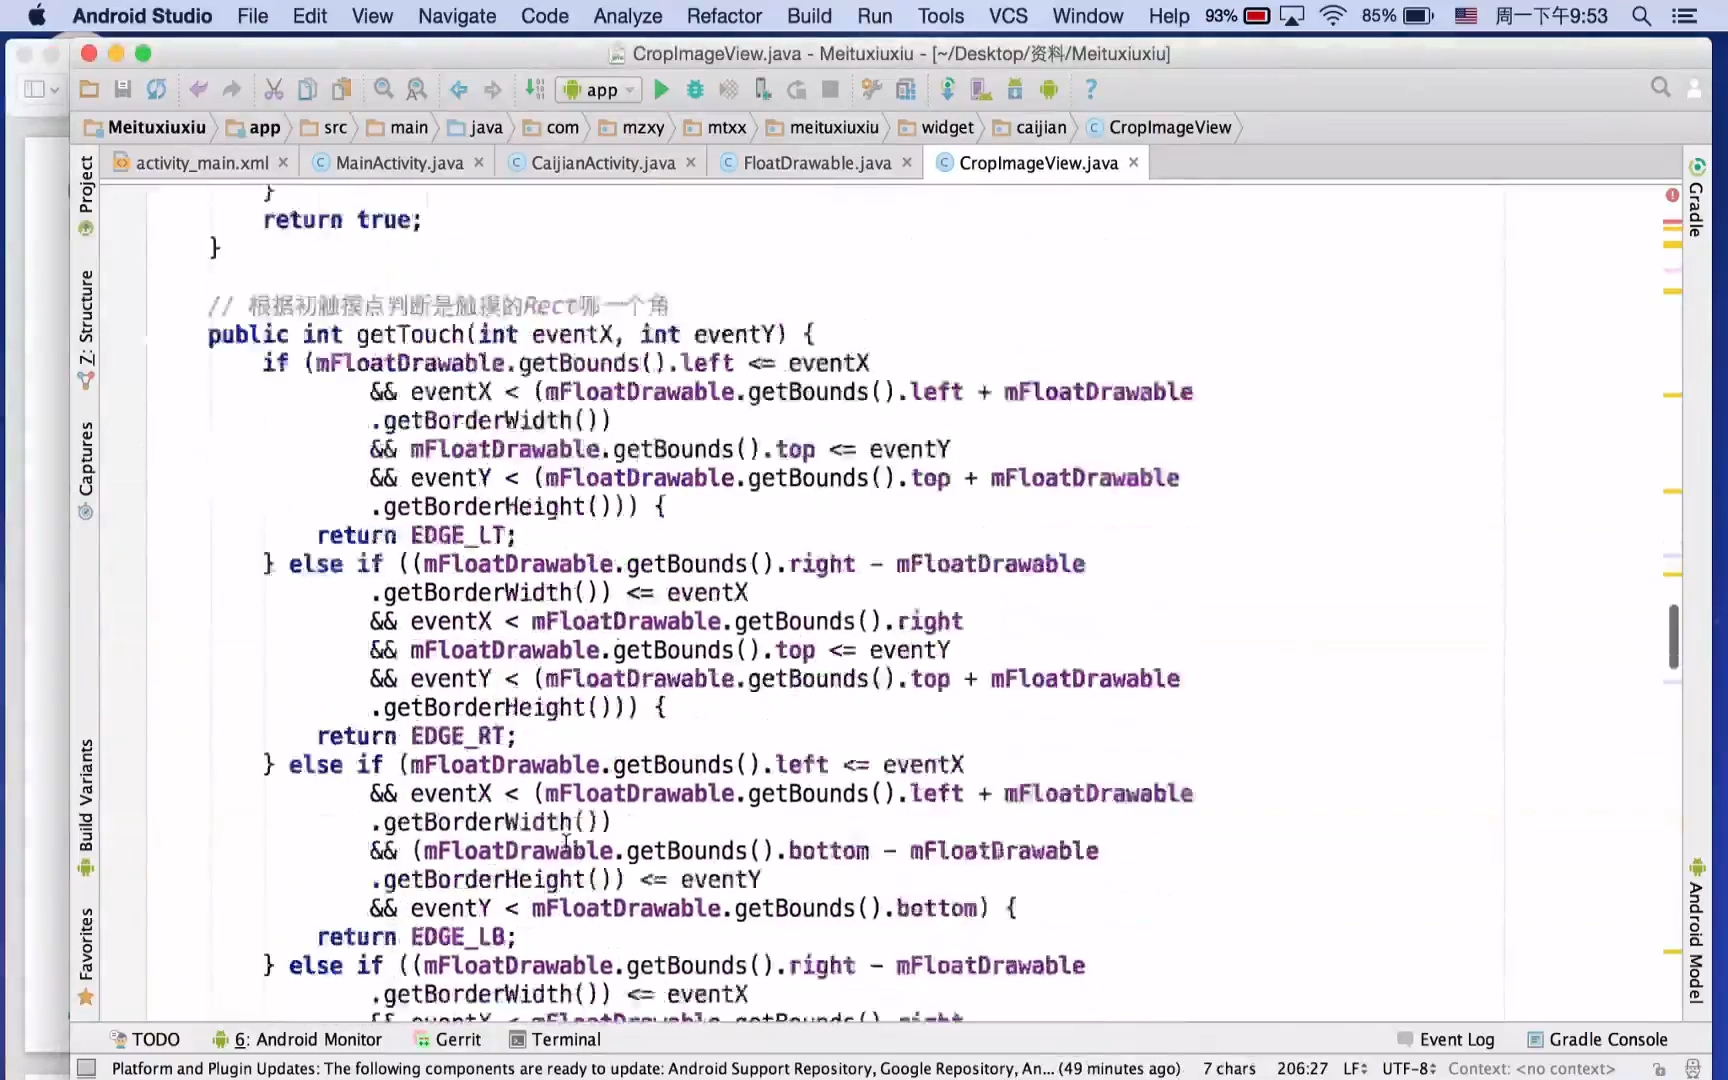 Android Studio File Edit View Navigate Code Analyze Refactor Build Run Tools VCS Window Help 93% 85% 周一下午9:53
CropImageView.java - Meituxiuxiu - [~/Desktop/资料/Meituxiuxiu]
app
Meituxiuxiu app src main java com mzxy mtxx meituxiuxiu widget caijian CropImageView
activity_main.xml MainActivity.java CaijianActivity.java FloatDrawable.java CropImageView.java
Project
Z: Structure
Captures
Build Variants
Favorites
}
return true;
}
// 根据初触摸点判断是触摸的Rect哪一个角
public int getTouch(int eventX, int eventY) {
if (mFloatDrawable.getBounds().left <= eventX
&& eventX < (mFloatDrawable.getBounds().left + mFloatDrawable
.getBorderWidth())
&& mFloatDrawable.getBounds().top <= eventY
&& eventY < (mFloatDrawable.getBounds().top + mFloatDrawable
.getBorderHeight())) {
return EDGE_LT;
} else if ((mFloatDrawable.getBounds().right - mFloatDrawable
.getBorderWidth()) <= eventX
&& eventX < mFloatDrawable.getBounds().right
&& mFloatDrawable.getBounds().top <= eventY
&& eventY < (mFloatDrawable.getBounds().top + mFloatDrawable
.getBorderHeight())) {
return EDGE_RT;
} else if (mFloatDrawable.getBounds().left <= eventX
&& eventX < (mFloatDrawable.getBounds().left + mFloatDrawable
.getBorderWidth())
&& (mFloatDrawable.getBounds().bottom - mFloatDrawable
.getBorderHeight()) <= eventY
&& eventY < mFloatDrawable.getBounds().bottom) {
return EDGE_LB;
} else if ((mFloatDrawable.getBounds().right - mFloatDrawable
.getBorderWidth()) <= eventX
&& eventX < mFloatDrawable.getBounds().right
Gradle
Android Model
TODO 6: Android Monitor Gerrit Terminal Event Log Gradle Console
Platform and Plugin Updates: The following components are ready to update: Android Support Repository, Google Repository, An... (49 minutes ago) 7 chars 206:27 LF UTF-8 Context: <no context>